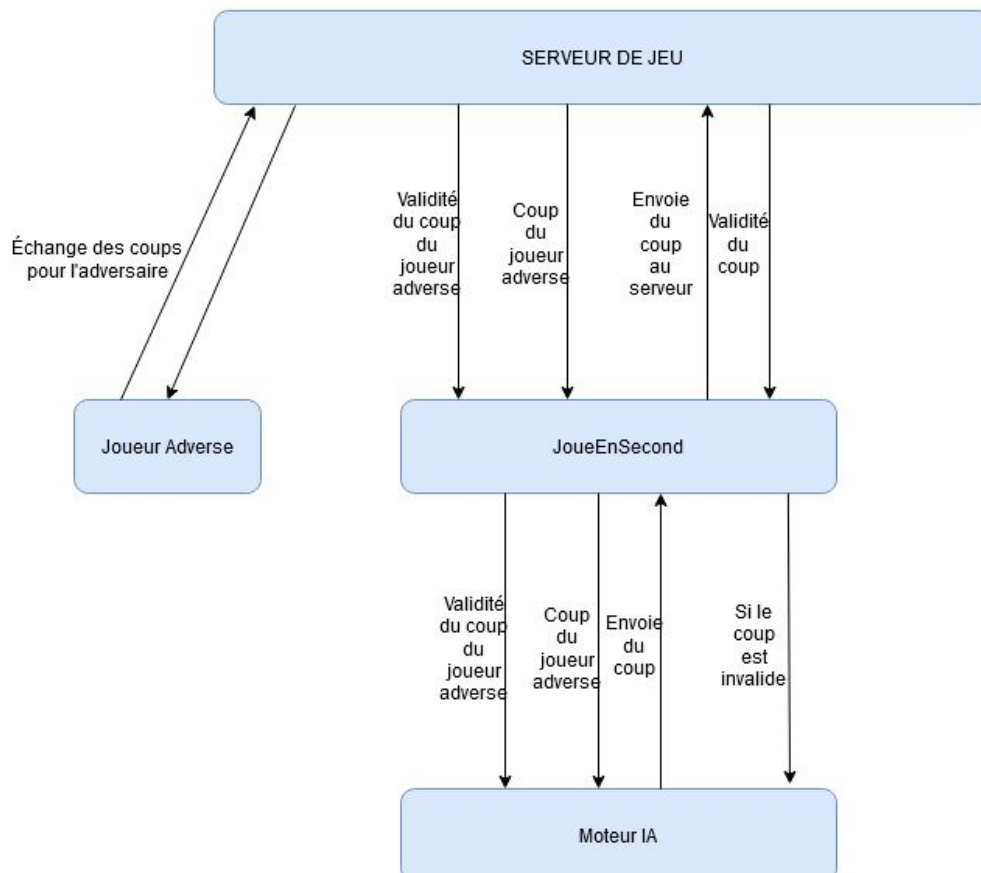 SERVEUR DE JEU
Échange des coups
pour l'adversaire
Validité
du coup
du
joueur
adverse
Coup
du
joueur
adverse
Envoie
du
coup
au
serveur
Validité
du
coup
Joueur Adverse
JoueEnSecond
Validité
du coup
du
joueur
adverse
Coup
du
joueur
adverse
Envoie
du
coup
Si le
coup
est
invalide
Moteur IA